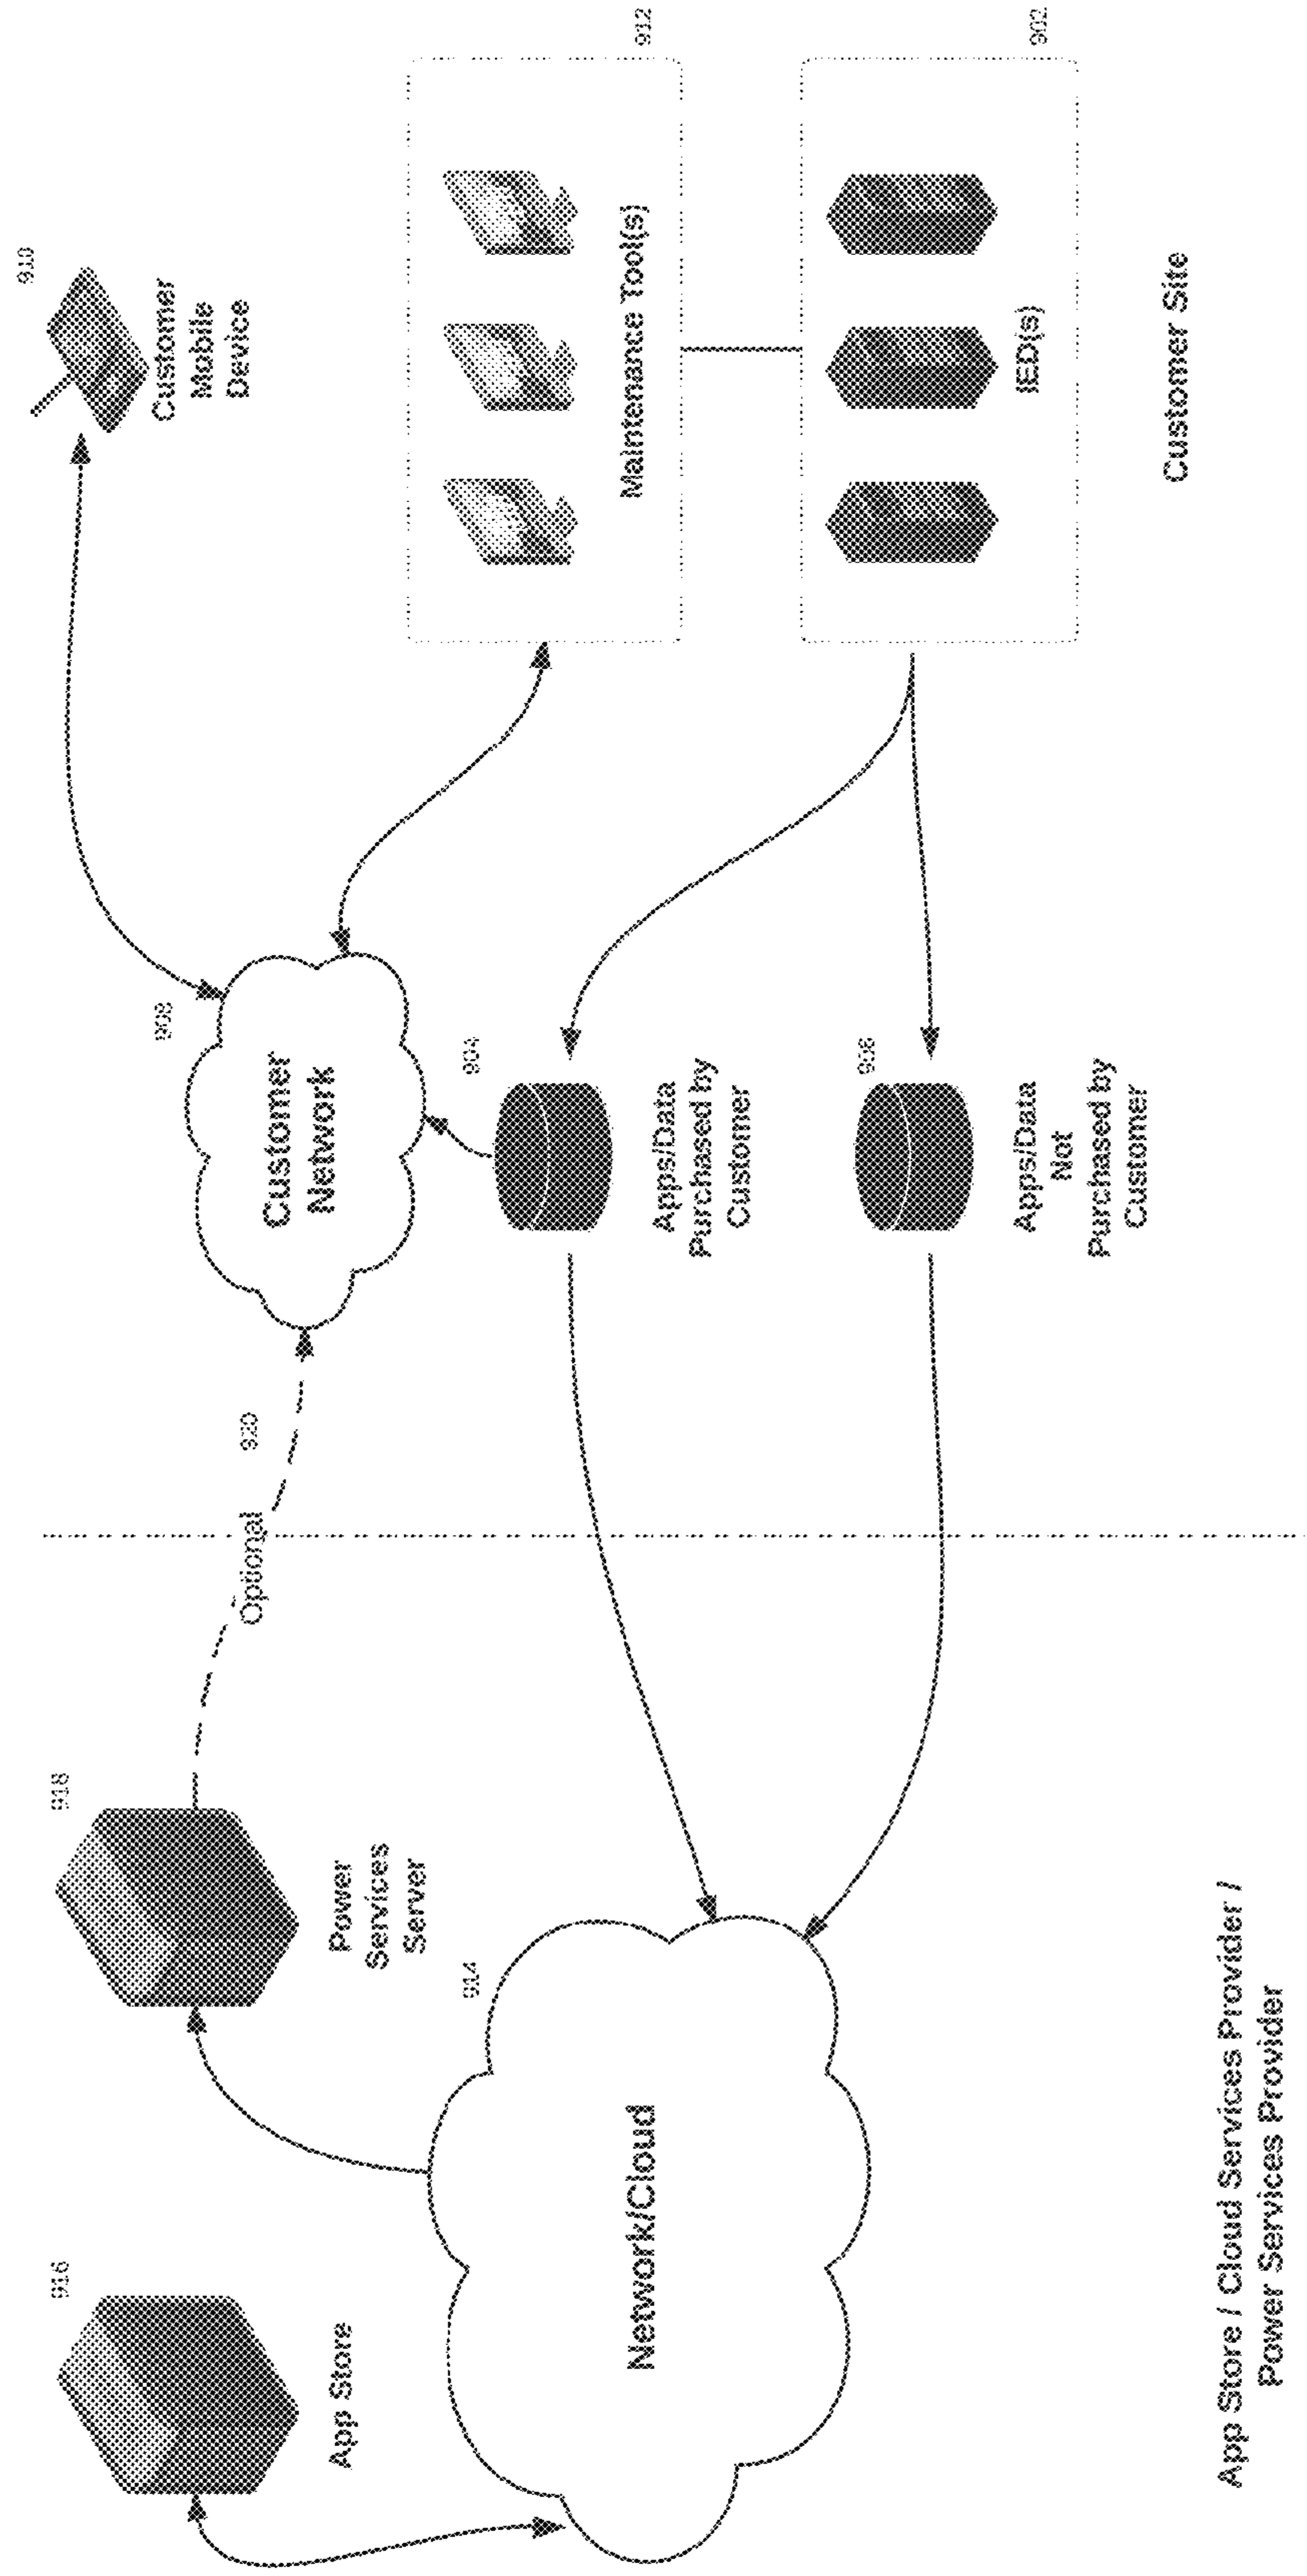 916
App Store
918
Power
Services
Server
Optional
920
908
Customer
Network
910
Customer
Mobile
Device
914
Network/Cloud
904
Apps/Data
Purchased by
Customer
912
Maintenance Tool(s)
906
Apps/Data
Not
Purchased by
Customer
902
IED(s)
App Store / Cloud Services Provider /
Power Services Provider
Customer Site